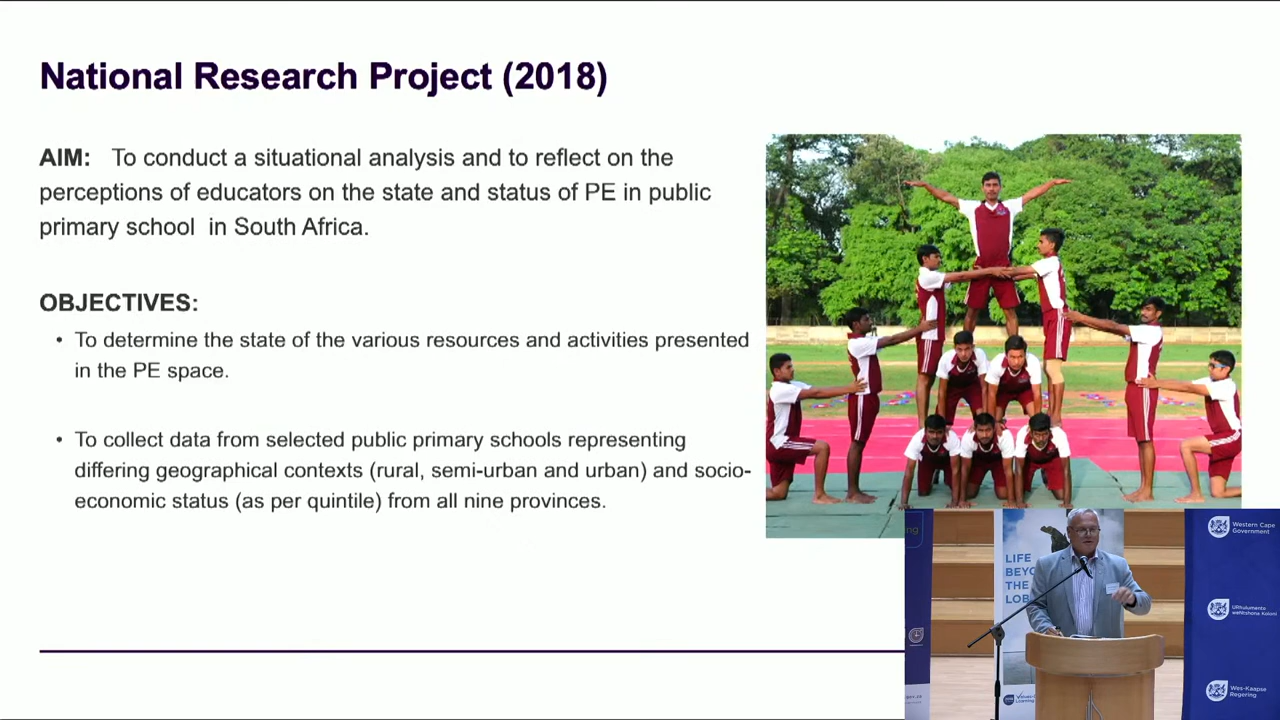 National Research Project (2018)
AIM: To conduct a situational analysis and to reflect on the
perceptions of educators on the state and status of PE in public
primary school in South Africa.
OBJECTIVES:
• To determine the state of the various resources and activities presented
in the PE space.
• To collect data from selected public primary schools representing
differing geographical contexts (rural, semi-urban and urban) and socio-
economic status (as per quintile) from all nine provinces.
LIFE
BEYO
THE
LOB
Western Cape
Government
Wes-Kaapse
Regering